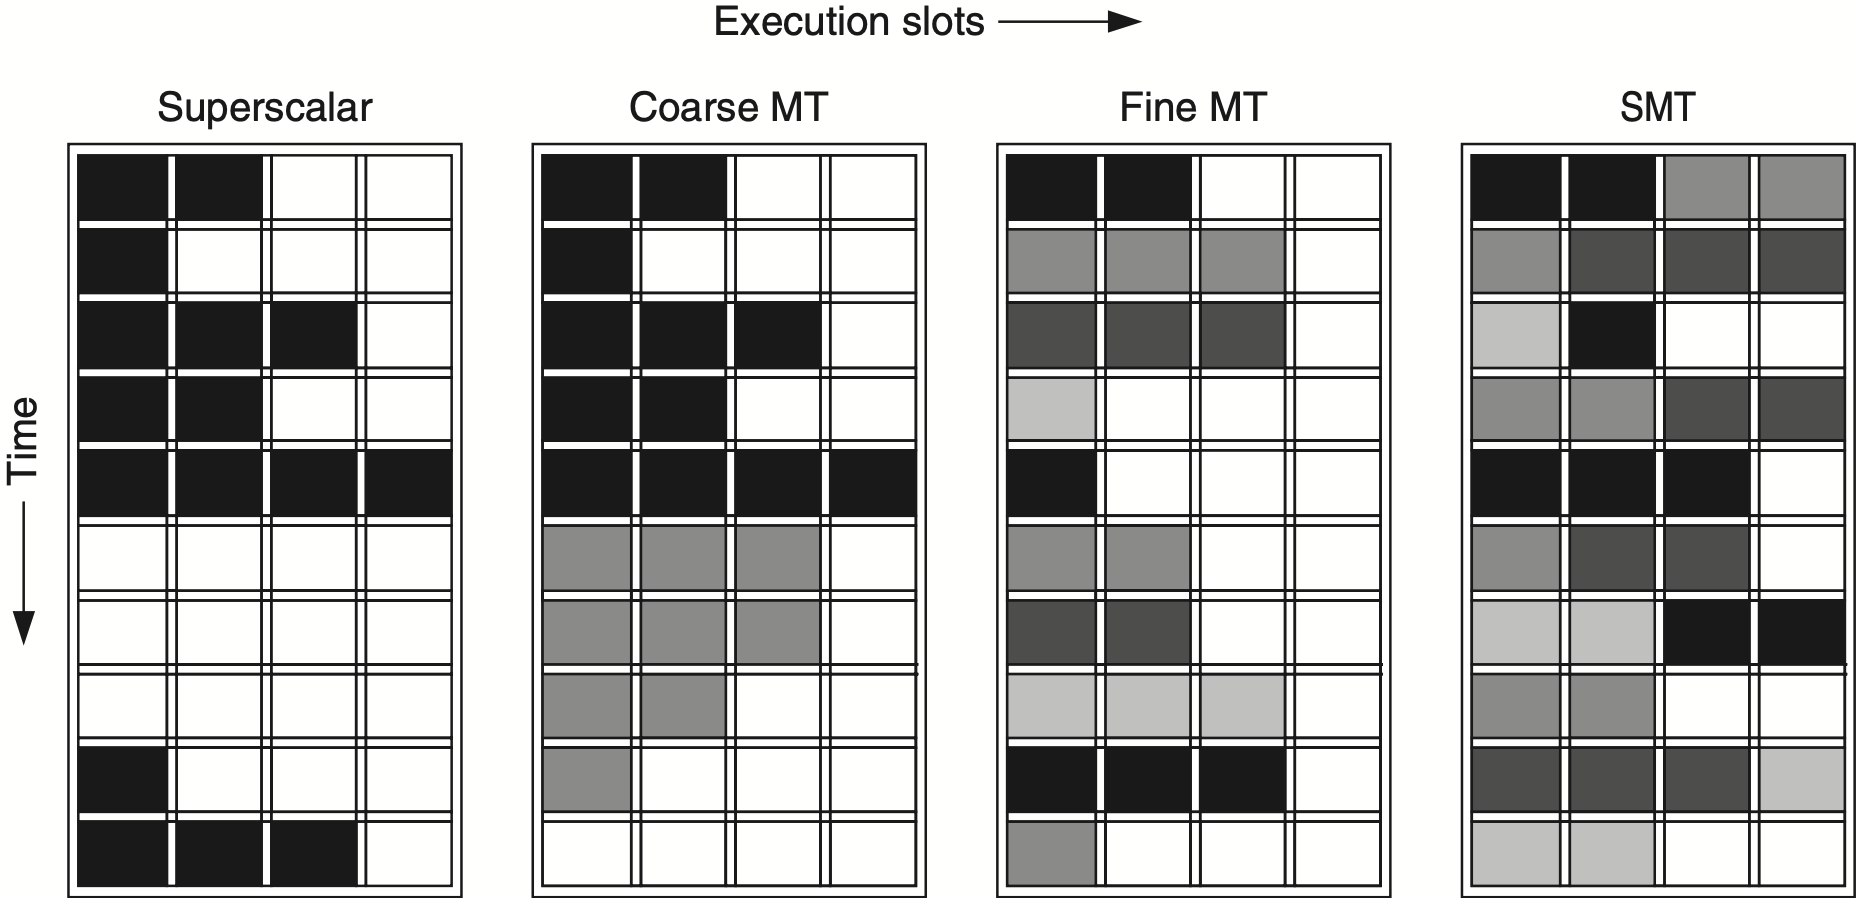 Execution slots
Superscalar
Coarse MT
Fine MT
SMT
Time